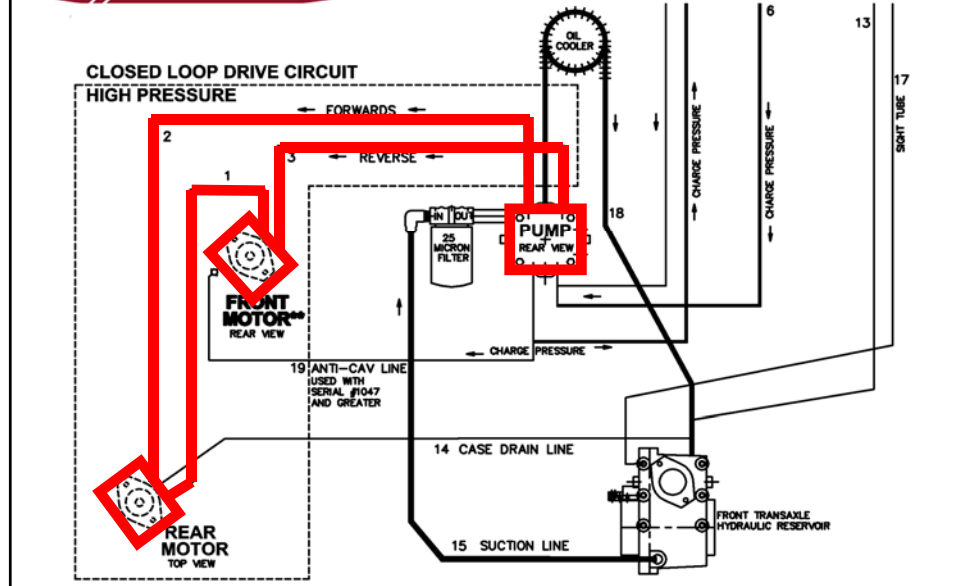 OIL
COOLER
6
13
17
SIGHT TUBE
CLOSED LOOP DRIVE CIRCUIT
HIGH PRESSURE
FORWARDS
2
3
REVERSE
1
CHARGE PRESSURE
CHARGE PRESSURE
18
IN OUT
25
MICRON
FILTER
PUMP
REAR VIEW
FRONT
MOTOR**
REAR VIEW
CHARGE PRESSURE
19 ANTI-CAV LINE
USED WITH
SERIAL #1047
AND GREATER
14 CASE DRAIN LINE
REAR
MOTOR
TOP VIEW
15 SUCTION LINE
FRONT TRANSAXLE
HYDRAULIC RESERVOIR